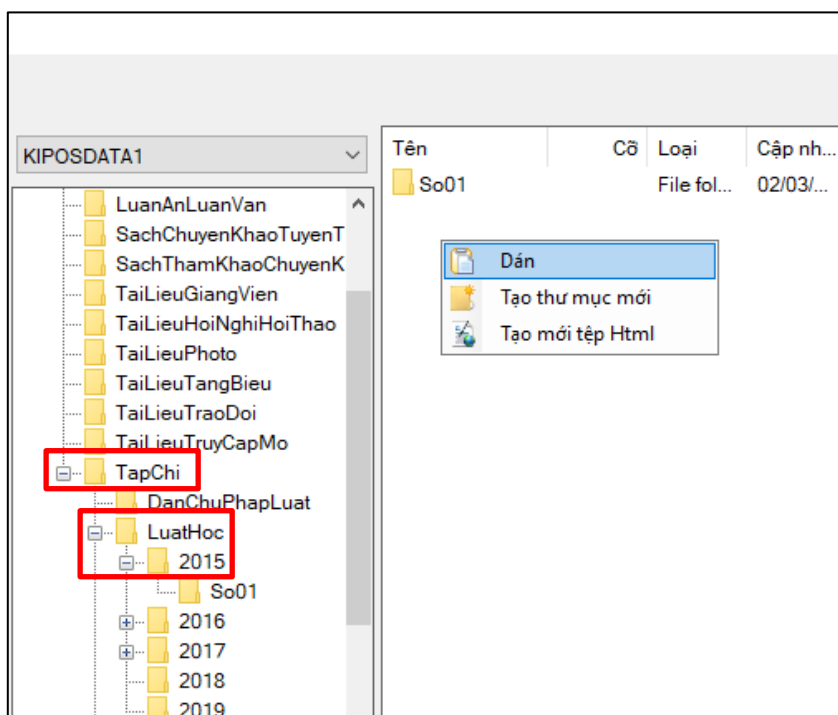 KIPOSDATA1
LuanAnLuanVan
SachChuyenKhaoTuyenT
SachThamKhaoChuyenK
TaiLieuGiangVien
TaiLieuHoiNghiHoiThao
TaiLieuPhoto
TaiLieuTangBieu
TaiLieuTraoDoi
TaiLieuTruyCapMo
TapChi
DanChuPhapLuat
LuatHoc
2015
So01
2016
2017
2018
2019
Tên Cỡ Loại Cập nh...
So01 File fol... 02/03/...
Dán
Tạo thư mục mới
Tạo mới tệp Html